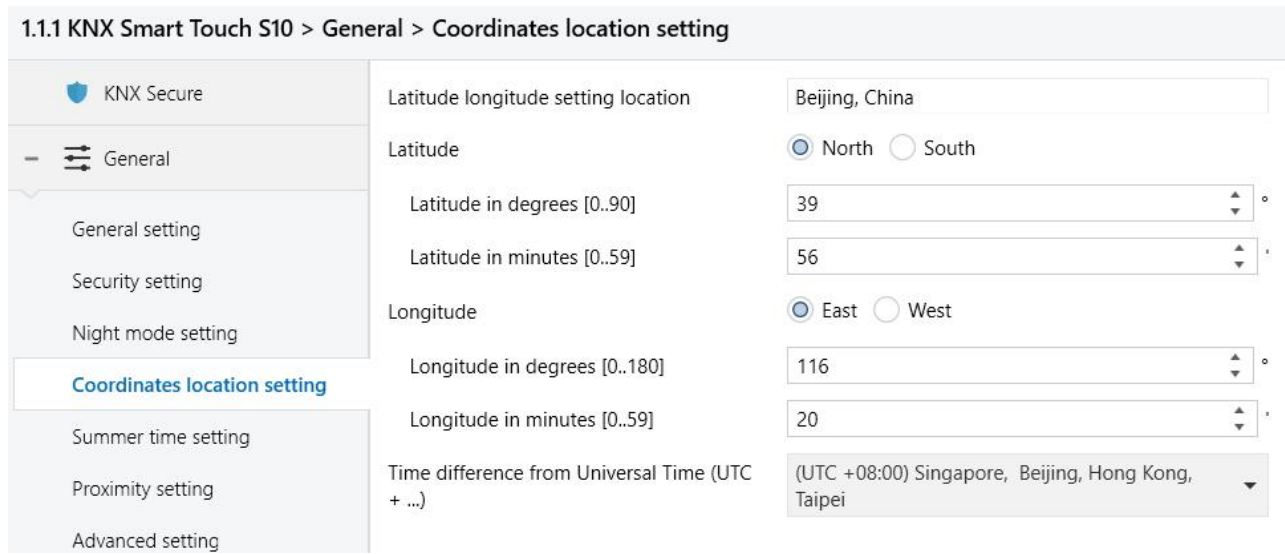 1.1.1 KNX Smart Touch S10 > General > Coordinates location setting
KNX Secure
General
General setting
Security setting
Night mode setting
Coordinates location setting
Summer time setting
Proximity setting
Advanced setting
Latitude longitude setting location Beijing, China
Latitude North South
Latitude in degrees [0..90] 39 °
Latitude in minutes [0..59] 56 '
Longitude East West
Longitude in degrees [0..180] 116 °
Longitude in minutes [0..59] 20 '
Time difference from Universal Time (UTC
+ ...)
(UTC +08:00) Singapore, Beijing, Hong Kong,
Taipei